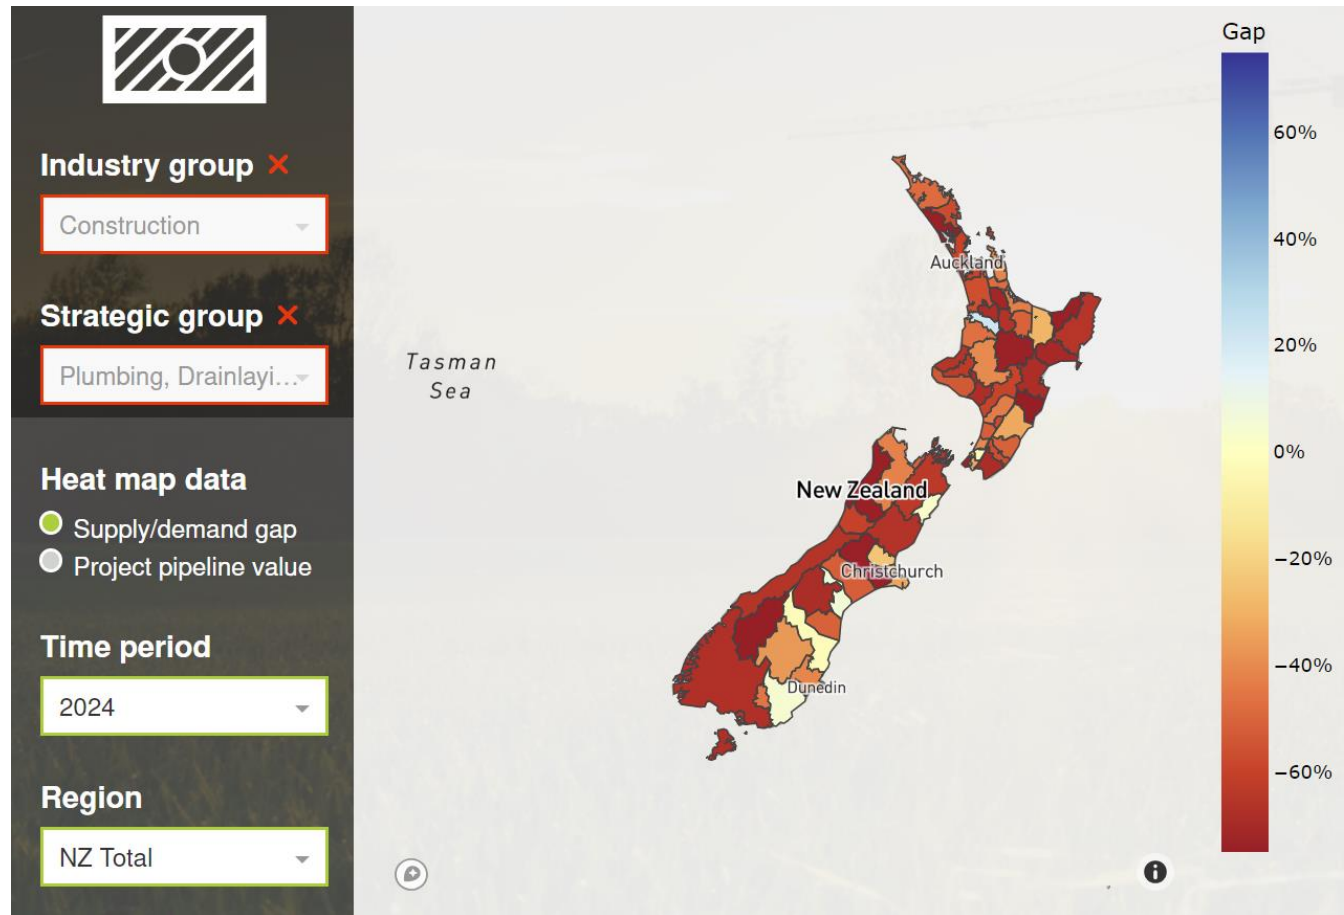 Industry group
Construction
Strategic group
Plumbing, Drainlayi...
Heat map data
Supply/demand gap
Project pipeline value
Time period
2024
Region
NZ Total
Tasman
Sea
Auckland
New Zealand
Christchurch
Dunedin
Gap
60%
40%
20%
0%
−20%
−40%
−60%